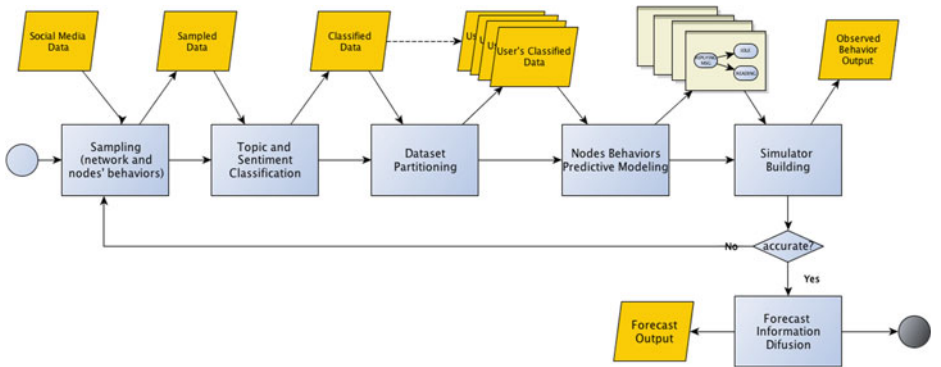 Social Media
Data
Sampled
Data
Classified
Data
User's Classified
Data
Observed
Behavior
Output
IDLE
READING
Sampling
(network and
nodes' behaviors)
Topic and
Sentiment
Classification
Dataset
Partitioning
Nodes Behaviors
Predictive Modeling
Simulator
Building
No
accurate?
Yes
Forecast
Output
Forecast
Information
Difusion